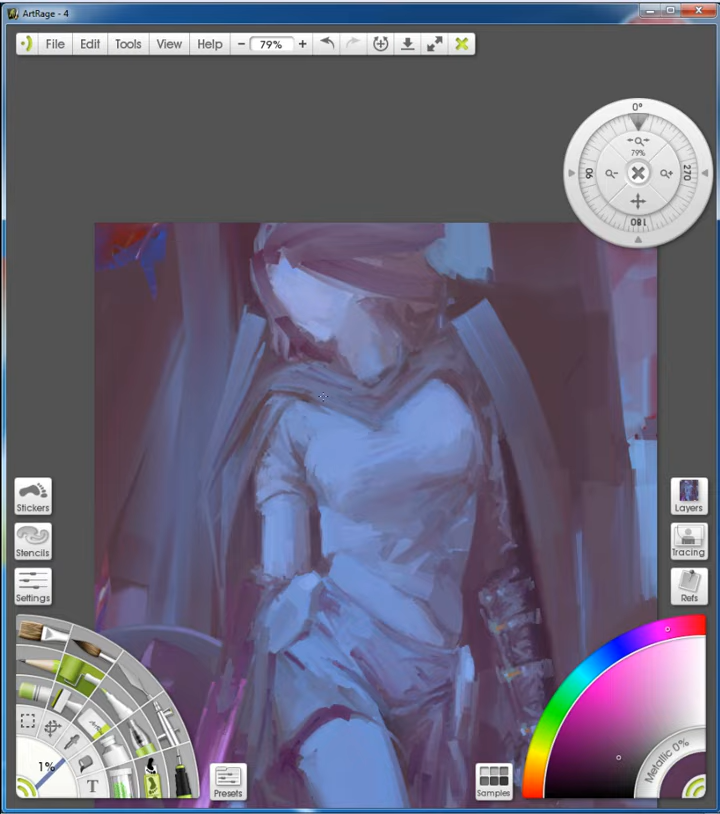 ArtRage - 4
File Edit Tools View Help − 79% +
0°
79%
90
270
180
Stickers
Stencils
Settings
Layers
Tracing
Refs
1%
T
Presets
Samples
Metallic 0%